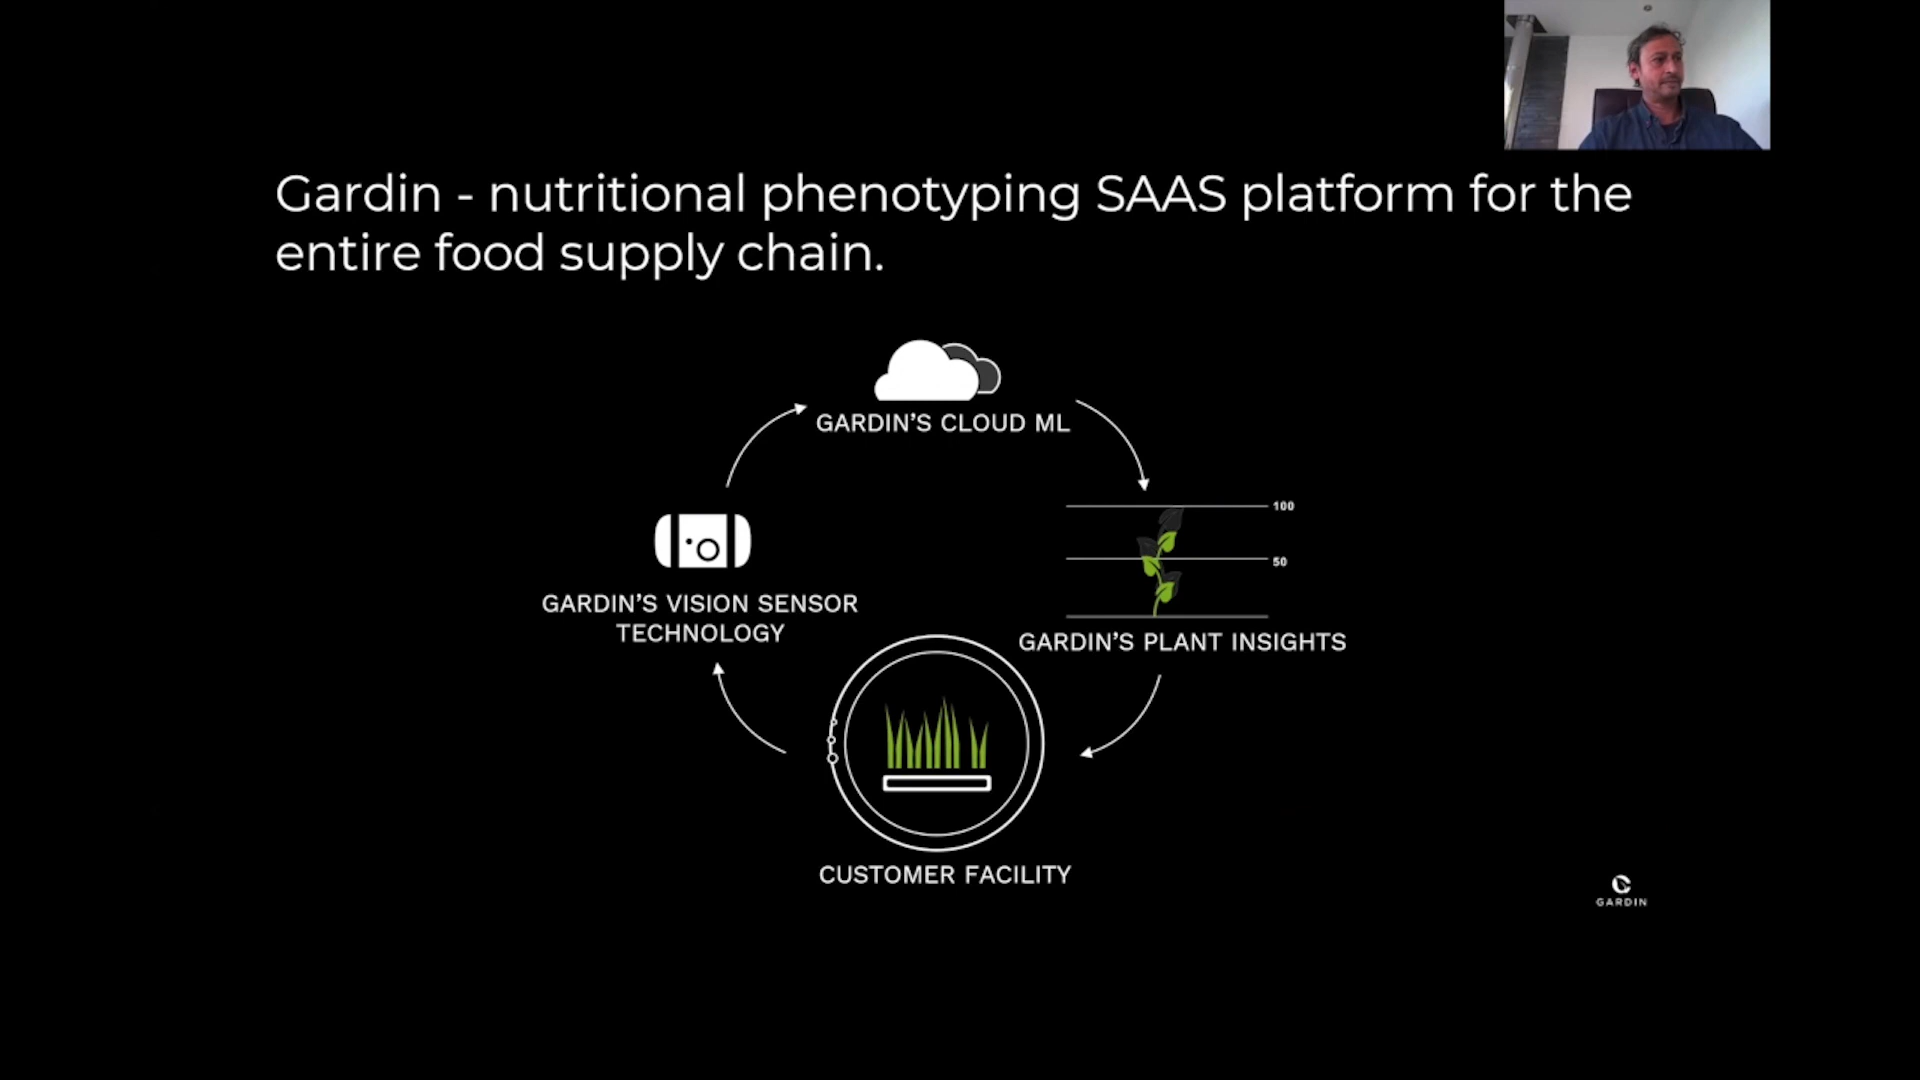 Gardin - nutritional phenotyping SAAS platform for the
entire food supply chain.
GARDIN’S CLOUD ML
100
50
GARDIN’S VISION SENSOR
TECHNOLOGY
GARDIN’S PLANT INSIGHTS
CUSTOMER FACILITY
GARDIN